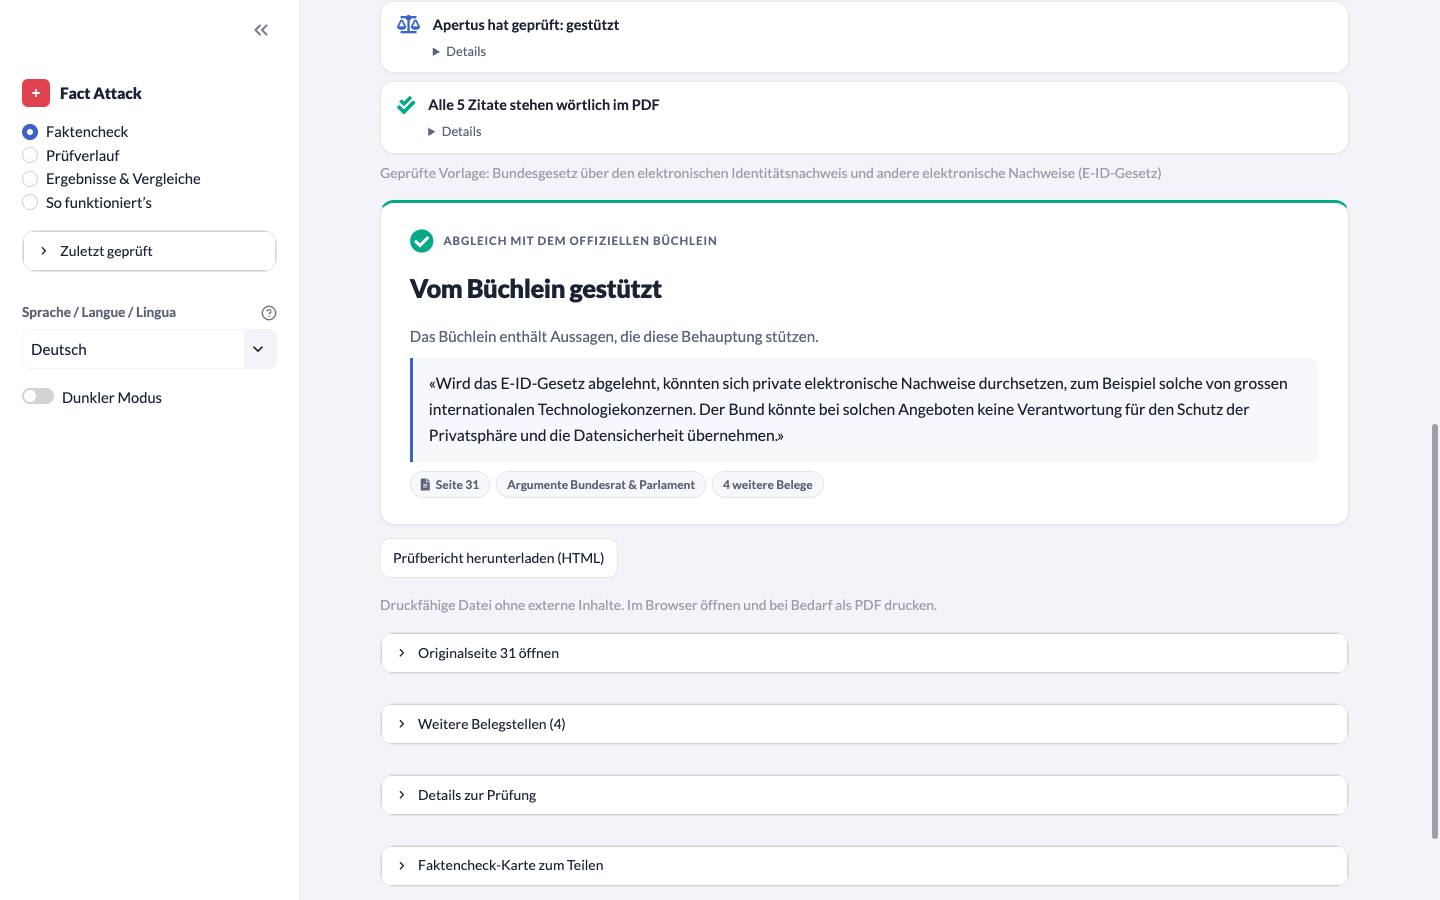 Fact Attack
Faktencheck
Prüfverlauf
Ergebnisse & Vergleiche
So funktioniert’s
Zuletzt geprüft
Sprache / Langue / Lingua
Deutsch
Dunkler Modus
Apertus hat geprüft: gestützt
Details
Alle 5 Zitate stehen wörtlich im PDF
Details
Geprüfte Vorlage: Bundesgesetz über den elektronischen Identitätsnachweis und andere elektronische Nachweise (E-ID-Gesetz)
ABGLEICH MIT DEM OFFIZIELLEN BÜCHLEIN
Vom Büchlein gestützt
Das Büchlein enthält Aussagen, die diese Behauptung stützen.
«Wird das E-ID-Gesetz abgelehnt, könnten sich private elektronische Nachweise durchsetzen, zum Beispiel solche von grossen
internationalen Technologiekonzernen. Der Bund könnte bei solchen Angeboten keine Verantwortung für den Schutz der
Privatsphäre und die Datensicherheit übernehmen.»
Seite 31
Argumente Bundesrat & Parlament
4 weitere Belege
Prüfbericht herunterladen (HTML)
Druckfähige Datei ohne externe Inhalte. Im Browser öffnen und bei Bedarf als PDF drucken.
Originalseite 31 öffnen
Weitere Belegstellen (4)
Details zur Prüfung
Faktencheck-Karte zum Teilen